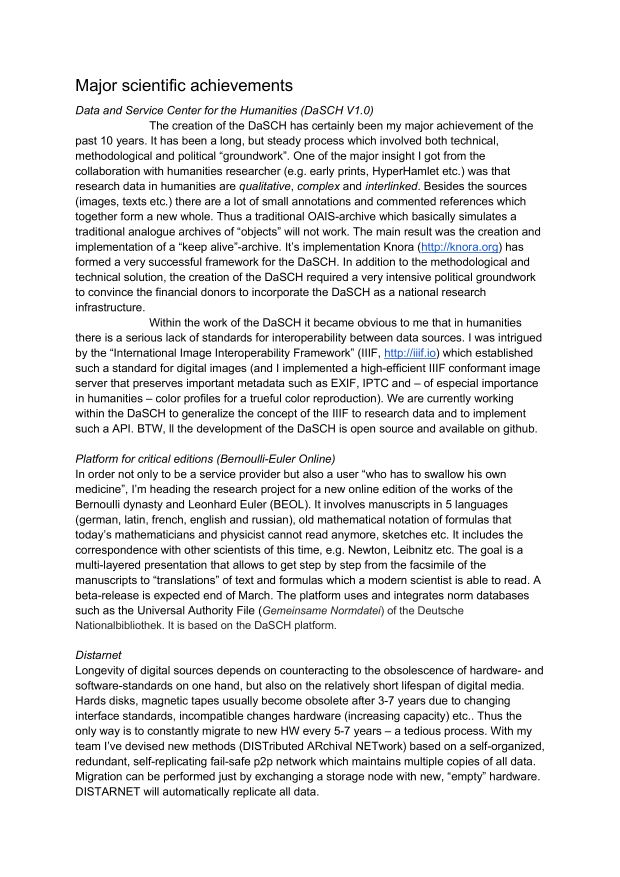 Major scientific achievements
Data and Service Center for the Humanities (DaSCH V1.0)
The creation of the DaSCH has certainly been my major achievement of the
past 10 years. It has been a long, but steady process which involved both technical,
methodological and political “groundwork”. One of the major insight I got from the
collaboration with humanities researcher (e.g. early prints, HyperHamlet etc.) was that
research data in humanities are qualitative, complex and interlinked. Besides the sources
(images, texts etc.) there are a lot of small annotations and commented references which
together form a new whole. Thus a traditional OAIS-archive which basically simulates a
traditional analogue archives of “objects” will not work. The main result was the creation and
implementation of a “keep alive”-archive. It’s implementation Knora (http://knora.org) has
formed a very successful framework for the DaSCH. In addition to the methodological and
technical solution, the creation of the DaSCH required a very intensive political groundwork
to convince the financial donors to incorporate the DaSCH as a national research
infrastructure.
Within the work of the DaSCH it became obvious to me that in humanities
there is a serious lack of standards for interoperability between data sources. I was intrigued
by the “International Image Interoperability Framework” (IIIF, http://iiif.io) which established
such a standard for digital images (and I implemented a high-efficient IIIF conformant image
server that preserves important metadata such as EXIF, IPTC and – of especial importance
in humanities – color profiles for a trueful color reproduction). We are currently working
within the DaSCH to generalize the concept of the IIIF to research data and to implement
such a API. BTW, ll the development of the DaSCH is open source and available on github.
Platform for critical editions (Bernoulli-Euler Online)
In order not only to be a service provider but also a user “who has to swallow his own
medicine”, I’m heading the research project for a new online edition of the works of the
Bernoulli dynasty and Leonhard Euler (BEOL). It involves manuscripts in 5 languages
(german, latin, french, english and russian), old mathematical notation of formulas that
today’s mathematicians and physicist cannot read anymore, sketches etc. It includes the
correspondence with other scientists of this time, e.g. Newton, Leibnitz etc. The goal is a
multi-layered presentation that allows to get step by step from the facsimile of the
manuscripts to “translations” of text and formulas which a modern scientist is able to read. A
beta-release is expected end of March. The platform uses and integrates norm databases
such as the Universal Authority File (Gemeinsame Normdatei) of the Deutsche
Nationalbibliothek. It is based on the DaSCH platform.
Distarnet
Longevity of digital sources depends on counteracting to the obsolescence of hardware- and
software-standards on one hand, but also on the relatively short lifespan of digital media.
Hards disks, magnetic tapes usually become obsolete after 3-7 years due to changing
interface standards, incompatible changes hardware (increasing capacity) etc.. Thus the
only way is to constantly migrate to new HW every 5-7 years – a tedious process. With my
team I’ve devised new methods (DISTributed ARchival NETwork) based on a self-organized,
redundant, self-replicating fail-safe p2p network which maintains multiple copies of all data.
Migration can be performed just by exchanging a storage node with new, “empty” hardware.
DISTARNET will automatically replicate all data.